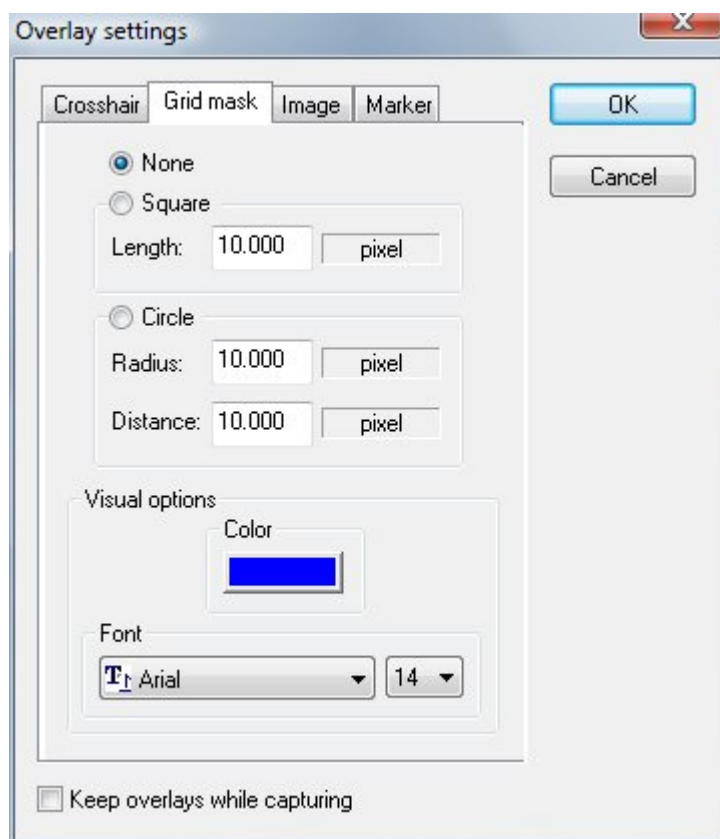 Overlay settings
Crosshair Grid mask Image Marker
OK
Cancel
None
Square
Length: 10.000 pixel
Circle
Radius: 10.000 pixel
Distance: 10.000 pixel
Visual options
Color
Font
Arial 14
Keep overlays while capturing